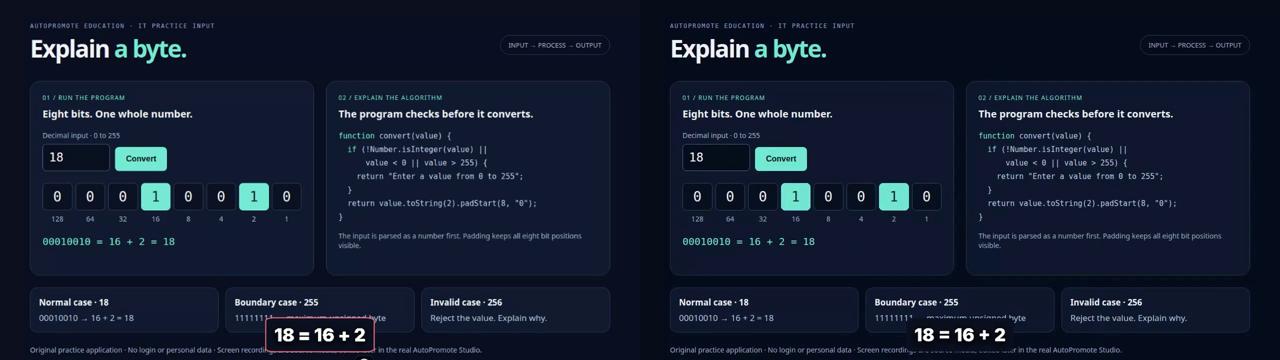 AUTOPROMOTE EDUCATION · IT PRACTICE INPUT
Explain a byte.
INPUT → PROCESS → OUTPUT
01 / RUN THE PROGRAM
Eight bits. One whole number.
Decimal input · 0 to 255
18
Convert
0 0 0 1 0 0 1 0
128 64 32 16 8 4 2 1
00010010 = 16 + 2 = 18
02 / EXPLAIN THE ALGORITHM
The program checks before it converts.
function convert(value) {
if (!Number.isInteger(value) ||
value < 0 || value > 255) {
return "Enter a value from 0 to 255";
}
return value.toString(2).padStart(8, "0");
}
The input is parsed as a number first. Padding keeps all eight bit positions
visible.
Normal case · 18
00010010 → 16 + 2 = 18
Boundary case · 255
byte
Invalid case · 256
Reject the value. Explain why.
18 = 16 + 2
Original practice application · No login or personal data · Screen in the real AutoPromote Studio.
AUTOPROMOTE EDUCATION · IT PRACTICE INPUT
Explain a byte.
INPUT → PROCESS → OUTPUT
01 / RUN THE PROGRAM
Eight bits. One whole number.
Decimal input · 0 to 255
18
Convert
0 0 0 1 0 0 1 0
128 64 32 16 8 4 2 1
00010010 = 16 + 2 = 18
02 / EXPLAIN THE ALGORITHM
The program checks before it converts.
function convert(value) {
if (!Number.isInteger(value) ||
value < 0 || value > 255) {
return "Enter a value from 0 to 255";
}
return value.toString(2).padStart(8, "0");
}
The input is parsed as a number first. Padding keeps all eight bit positions
visible.
Normal case · 18
00010010 → 16 + 2 = 18
Boundary case · 255
byte
Invalid case · 256
Reject the value. Explain why.
18 = 16 + 2
Original practice application · No login or personal data · Screen in the real AutoPromote Studio.